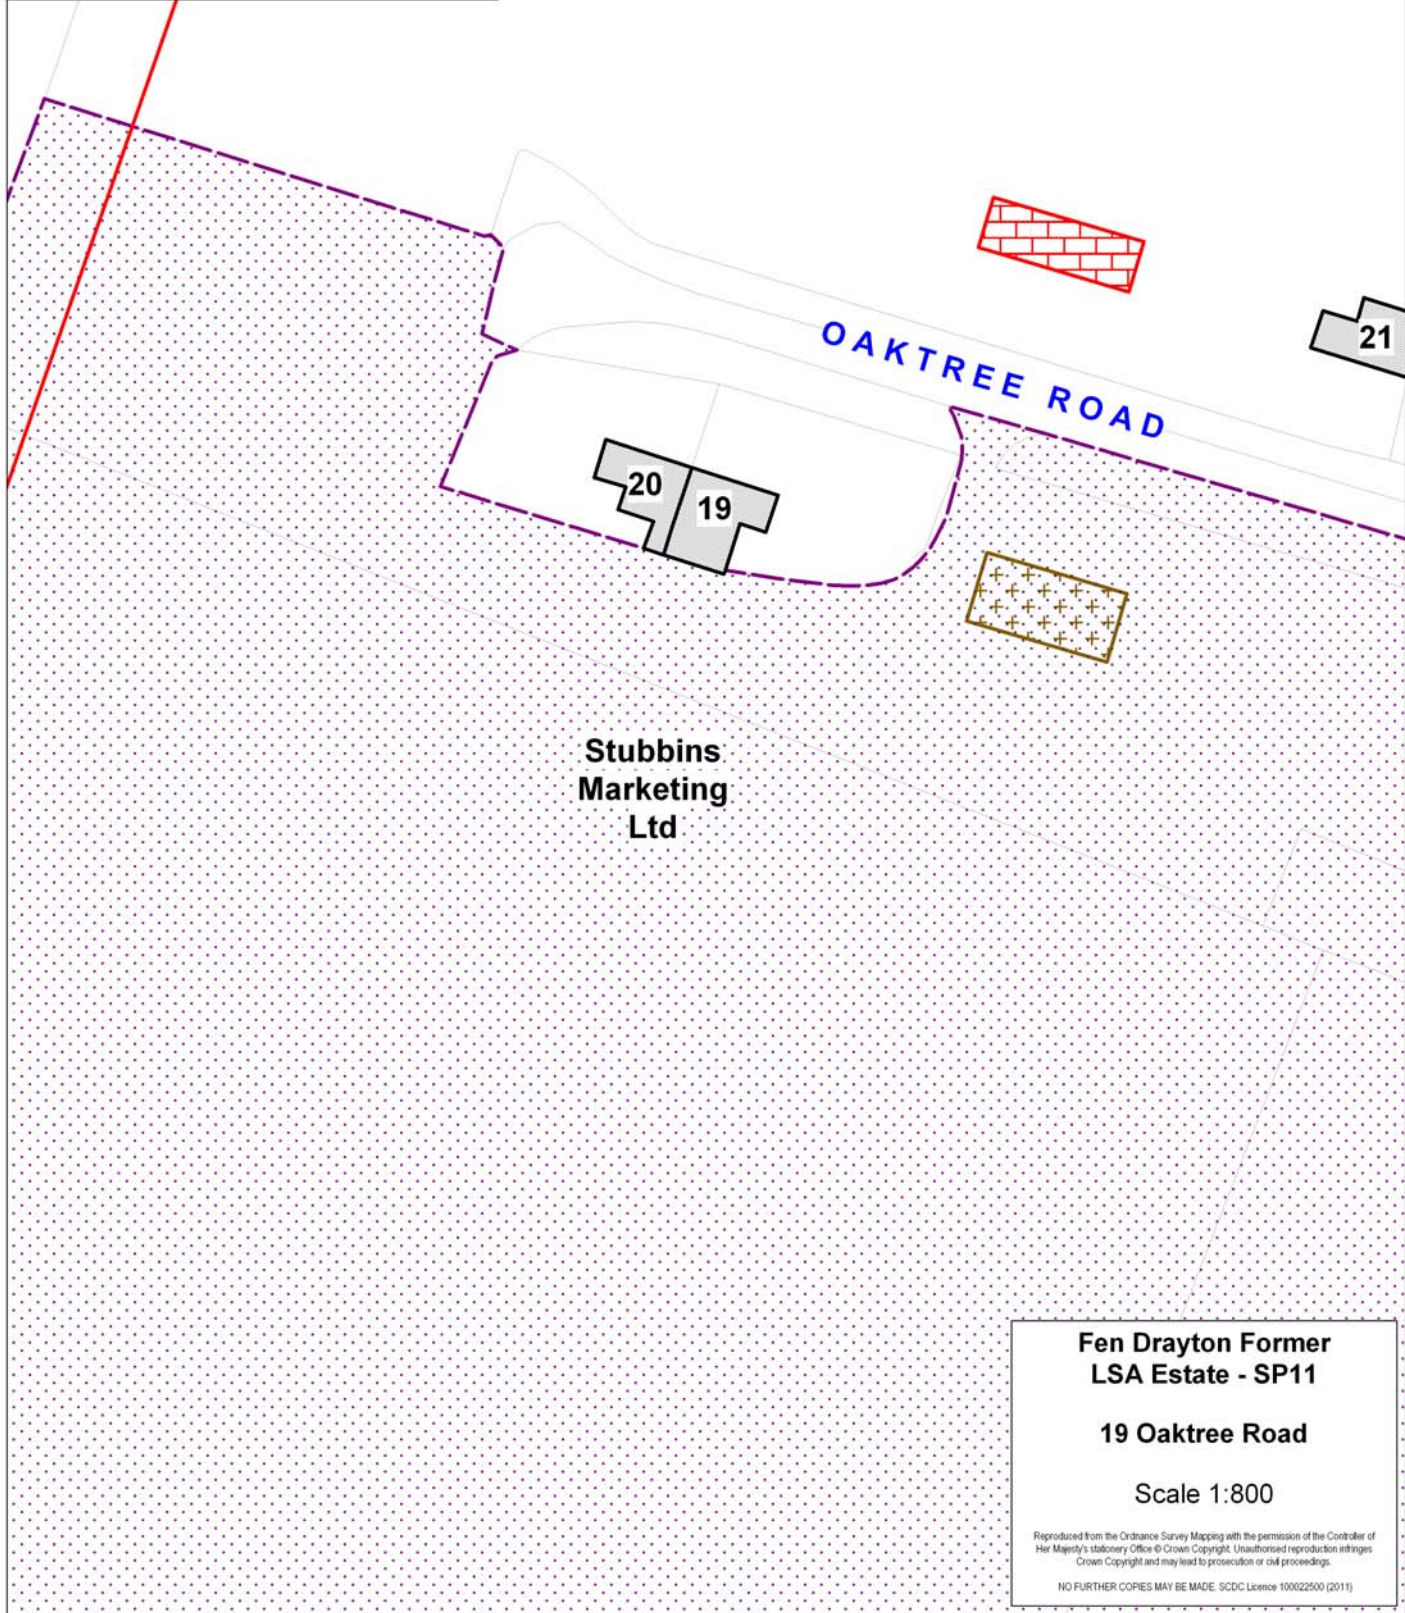 OAKTREE ROAD
21
20
19
Stubbins
Marketing
Ltd
Fen Drayton Former
LSA Estate - SP11
19 Oaktree Road
Scale 1:800
Reproduced from the Ordnance Survey Mapping with the permission of the Controller of
Her Majesty's stationery Office © Crown Copyright. Unauthorised reproduction infringes
Crown Copyright and may lead to prosecution or civil proceedings.
NO FURTHER COPIES MAY BE MADE. SCDC Licence 100022500 (2011)